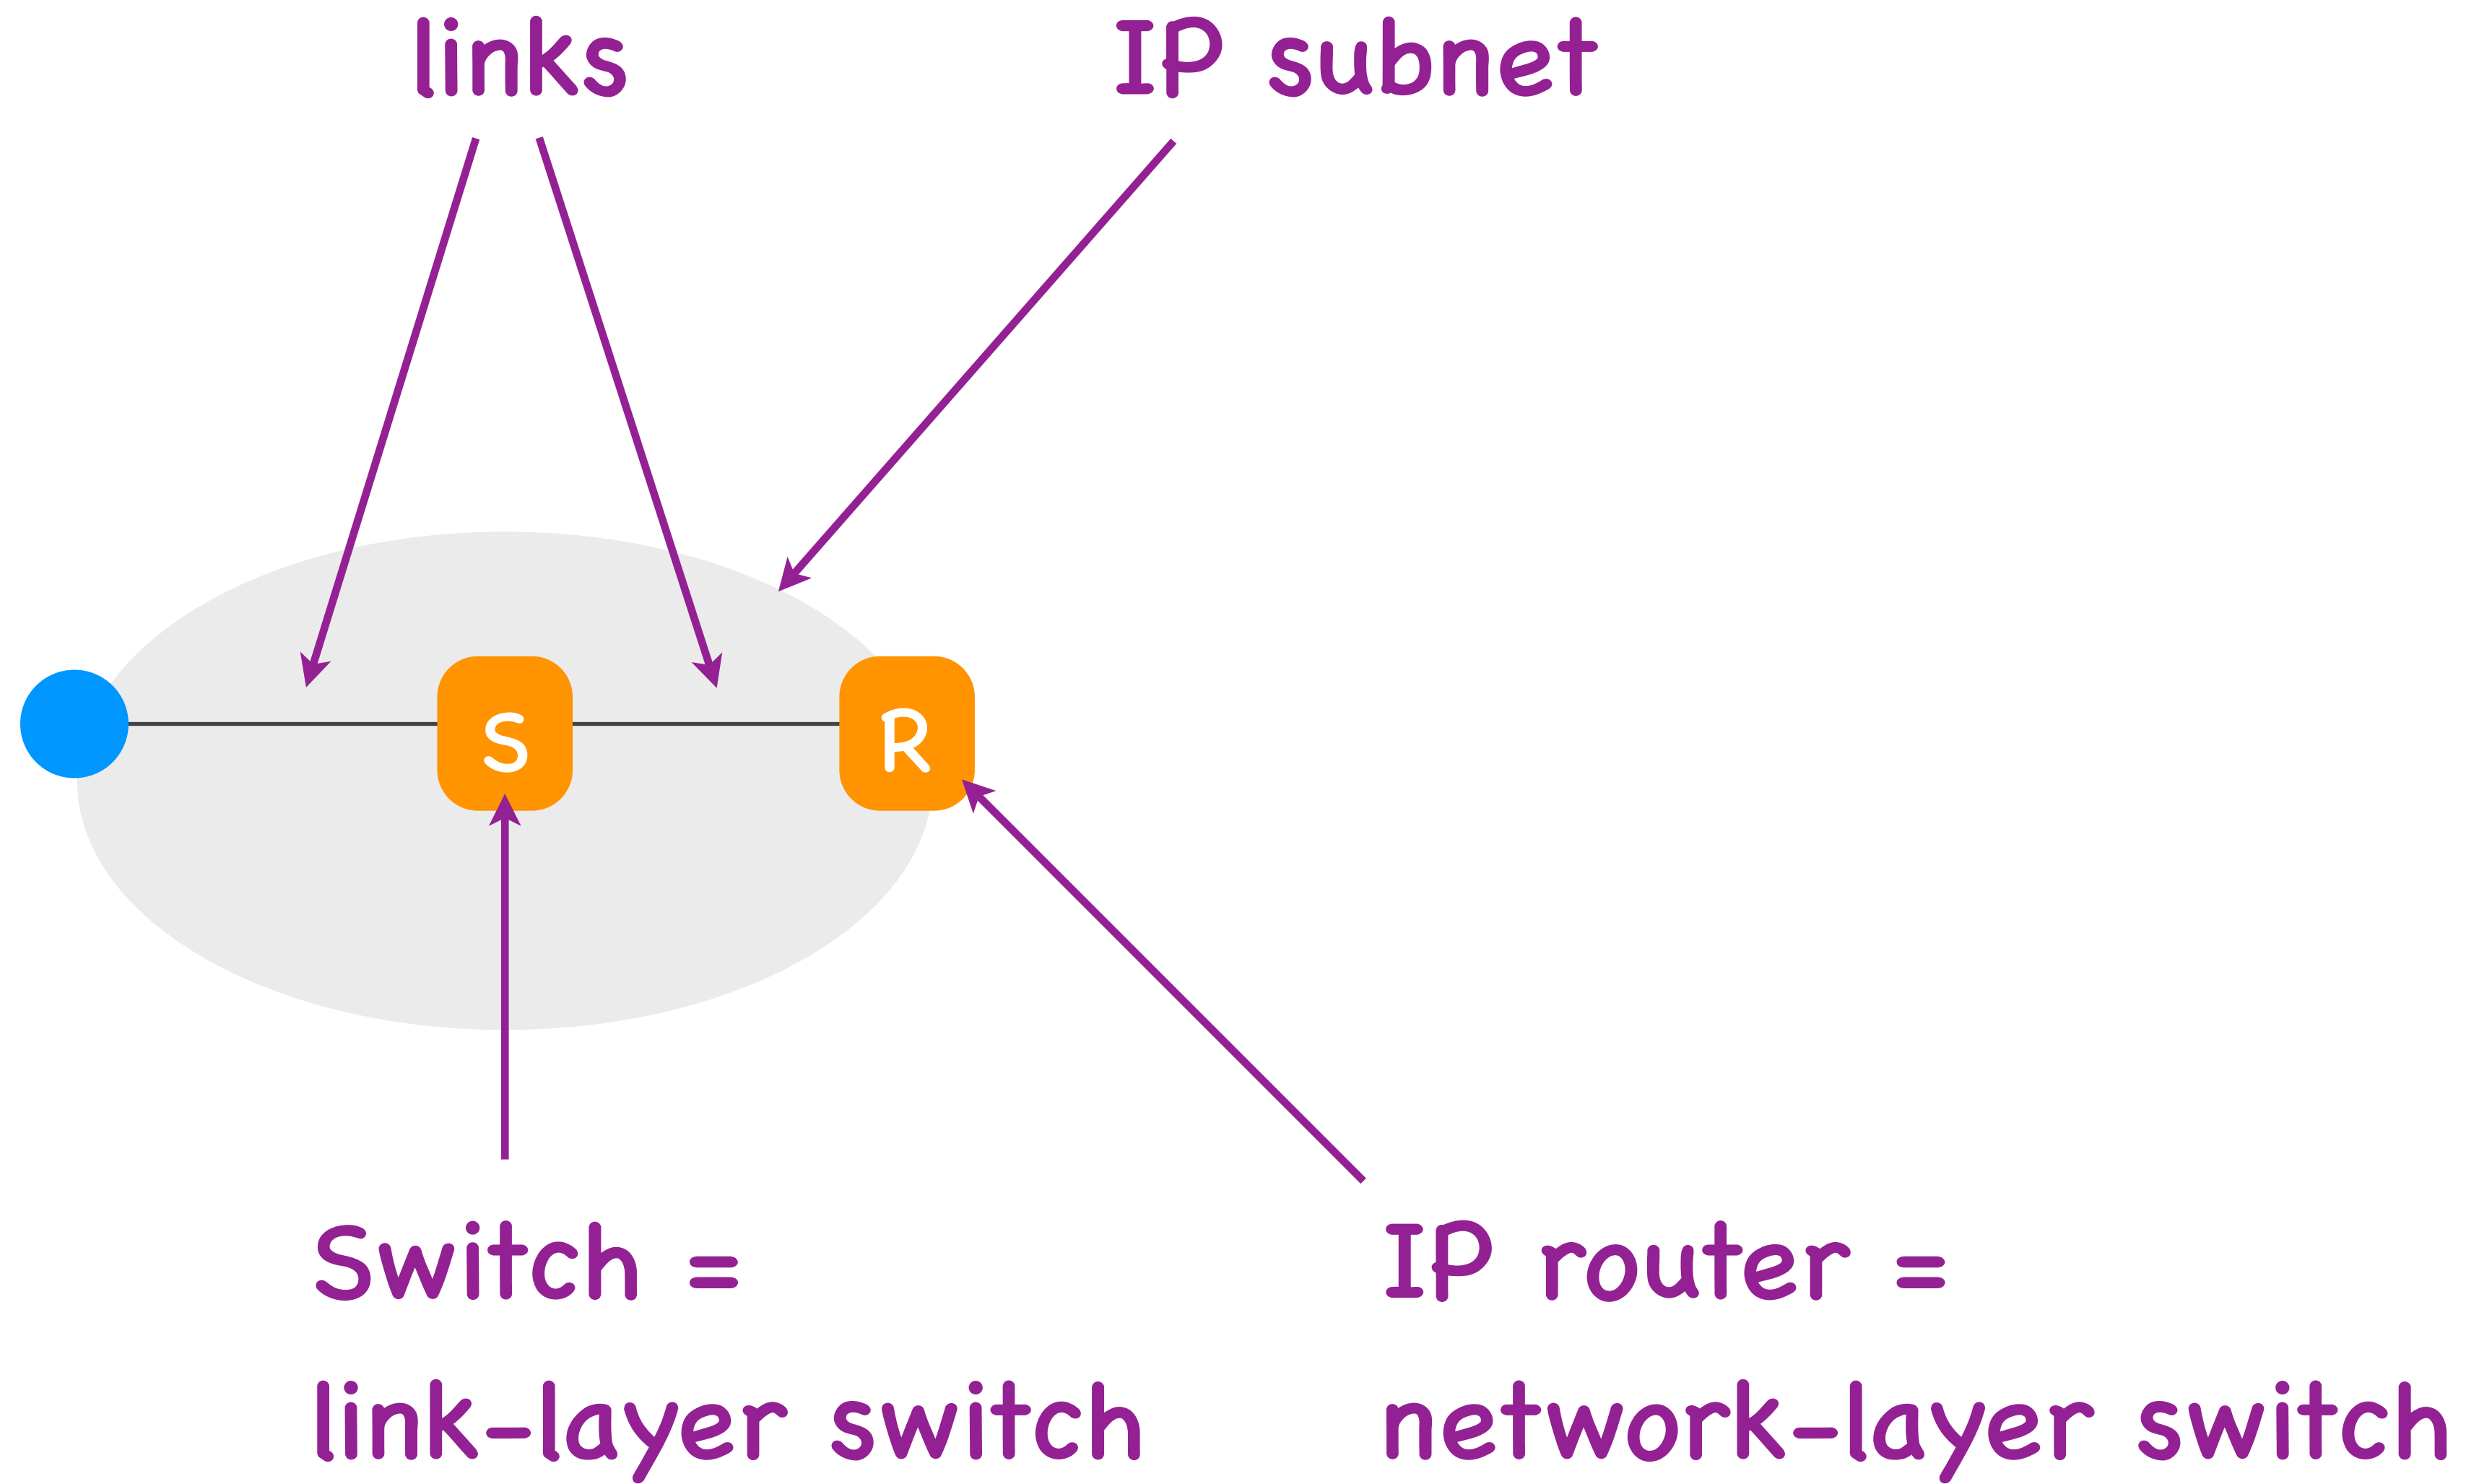 links
IP subnet
S
R
Switch =
link-layer switch
IP router =
network-layer switch